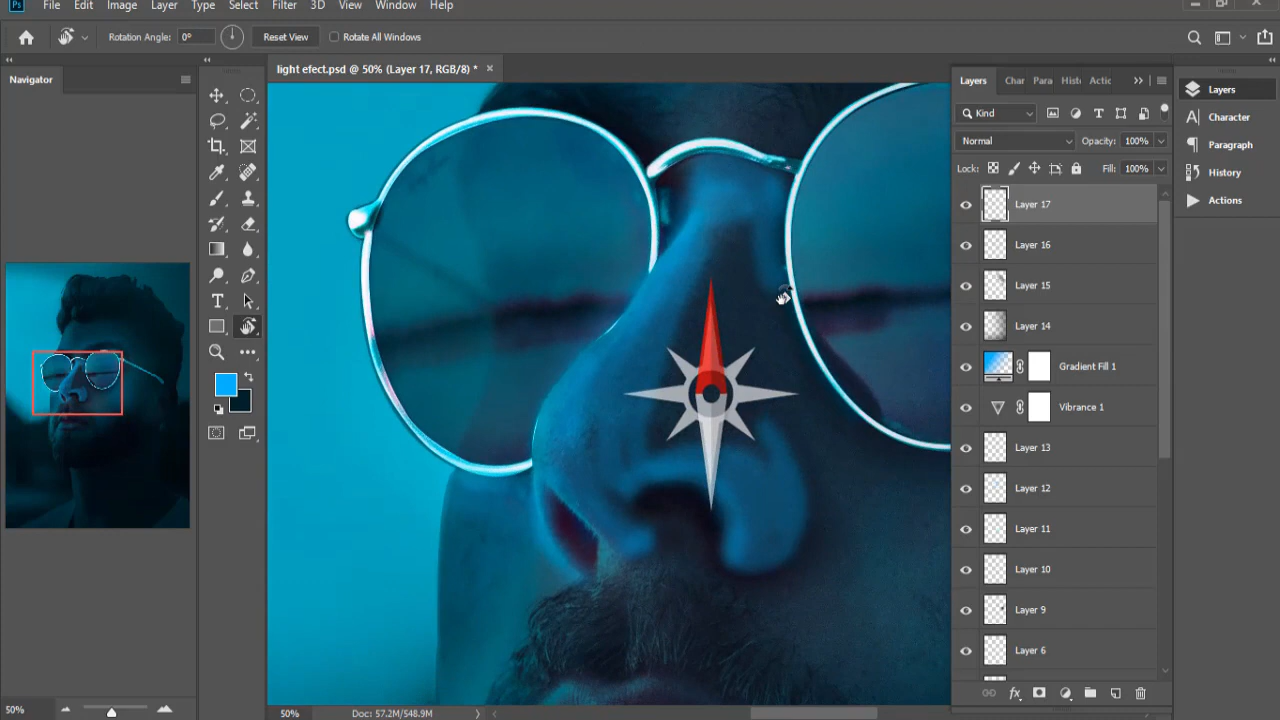 Ps File Edit Image Layer Type Select Filter 3D View Window Help
Rotation Angle: 0° Reset View Rotate All Windows
Navigator
light efect.psd @ 50% (Layer 17, RGB/8) *
Layers Char Para Hist Actic
Kind
Normal Opacity: 100%
Lock: Fill: 100%
Layer 17
Layer 16
Layer 15
Layer 14
Gradient Fill 1
Vibrance 1
Layer 13
Layer 12
Layer 11
Layer 10
Layer 9
Layer 6
Layers
Character
Paragraph
History
Actions
50%
50% Doc: 57.2M/548.9M